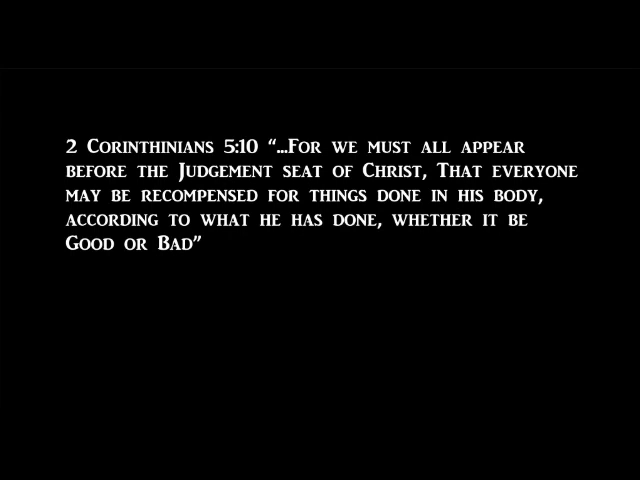 2 Corinthinians 5:10 “...For we must all appear
before the Judgement seat of Christ, That everyone
may be recompensed for things done in his body,
according to what he has done, whether it be
Good or Bad”